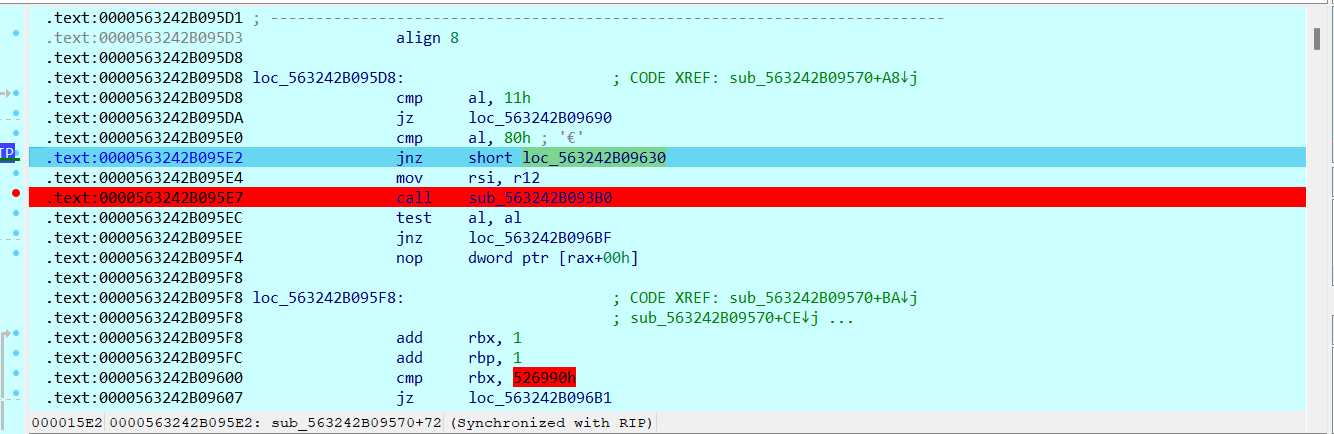 .text:0000563242B095D1 ; ---------------------------------------------------------------------------
.text:0000563242B095D3 align 8
.text:0000563242B095D8
.text:0000563242B095D8 loc_563242B095D8: ; CODE XREF: sub_563242B09570+A8↓j
.text:0000563242B095D8 cmp al, 11h
.text:0000563242B095DA jz loc_563242B09690
.text:0000563242B095E0 cmp al, 80h ; '€'
IP .text:0000563242B095E2 jnz short loc_563242B09630
.text:0000563242B095E4 mov rsi, r12
.text:0000563242B095E7 call sub_563242B093B0
.text:0000563242B095EC test al, al
.text:0000563242B095EE jnz loc_563242B096BF
.text:0000563242B095F4 nop dword ptr [rax+00h]
.text:0000563242B095F8
.text:0000563242B095F8 loc_563242B095F8: ; CODE XREF: sub_563242B09570+BA↓j
.text:0000563242B095F8 ; sub_563242B09570+CE↓j ...
.text:0000563242B095F8 add rbx, 1
.text:0000563242B095FC add rbp, 1
.text:0000563242B09600 cmp rbx, 526990h
.text:0000563242B09607 jz loc_563242B096B1
000015E2 0000563242B095E2: sub_563242B09570+72 (Synchronized with RIP)